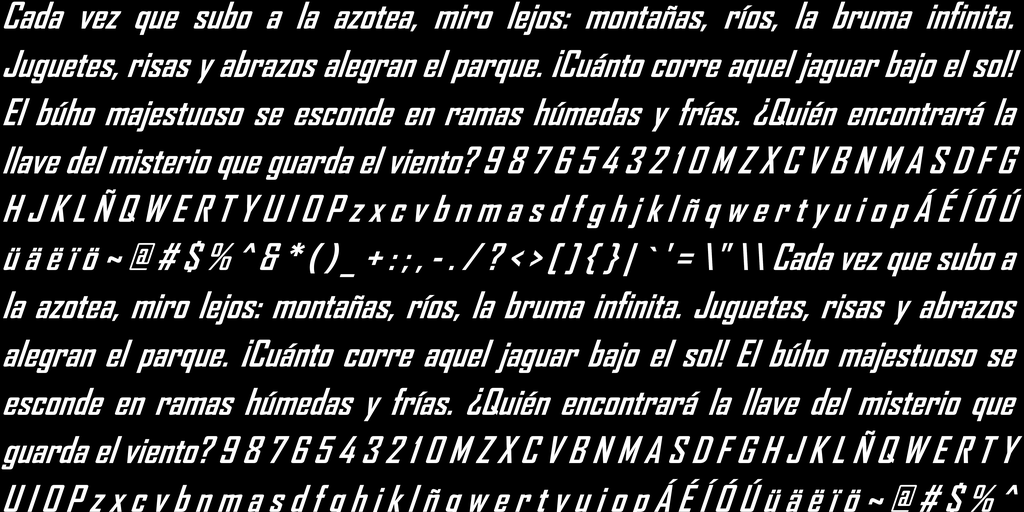 Cada vez que subo a la azotea, miro lejos: montañas, ríos, la bruma infinita.
Juguetes, risas y abrazos alegran el parque. ¡Cuánto corre aquel jaguar bajo el sol!
El búho majestuoso se esconde en ramas húmedas y frías. ¿Quién encontrará la
llave del misterio que guarda el viento? 9 8 7 6 5 4 3 2 1 0 M Z X C V B N M A S D F G
H J K L Ñ Q W E R T Y U I O P z x c v b n m a s d f g h j k l ñ q w e r t y u i o p Á É Í Ó Ú
ü ä ë ï ö ~ @ # $ % ^ & * ( ) _ + : ; , - . / ? < > [ ] { } | ` ' = \ " \ \ Cada vez que subo a
la azotea, miro lejos: montañas, ríos, la bruma infinita. Juguetes, risas y abrazos
alegran el parque. ¡Cuánto corre aquel jaguar bajo el sol! El búho majestuoso se
esconde en ramas húmedas y frías. ¿Quién encontrará la llave del misterio que
guarda el viento? 9 8 7 6 5 4 3 2 1 0 M Z X C V B N M A S D F G H J K L Ñ Q W E R T Y
U I O P z x c v b n m a s d f g h j k l ñ q w e r t y u i o p Á É Í Ó Ú ü ä ë ï ö ~ @ # $ % ^